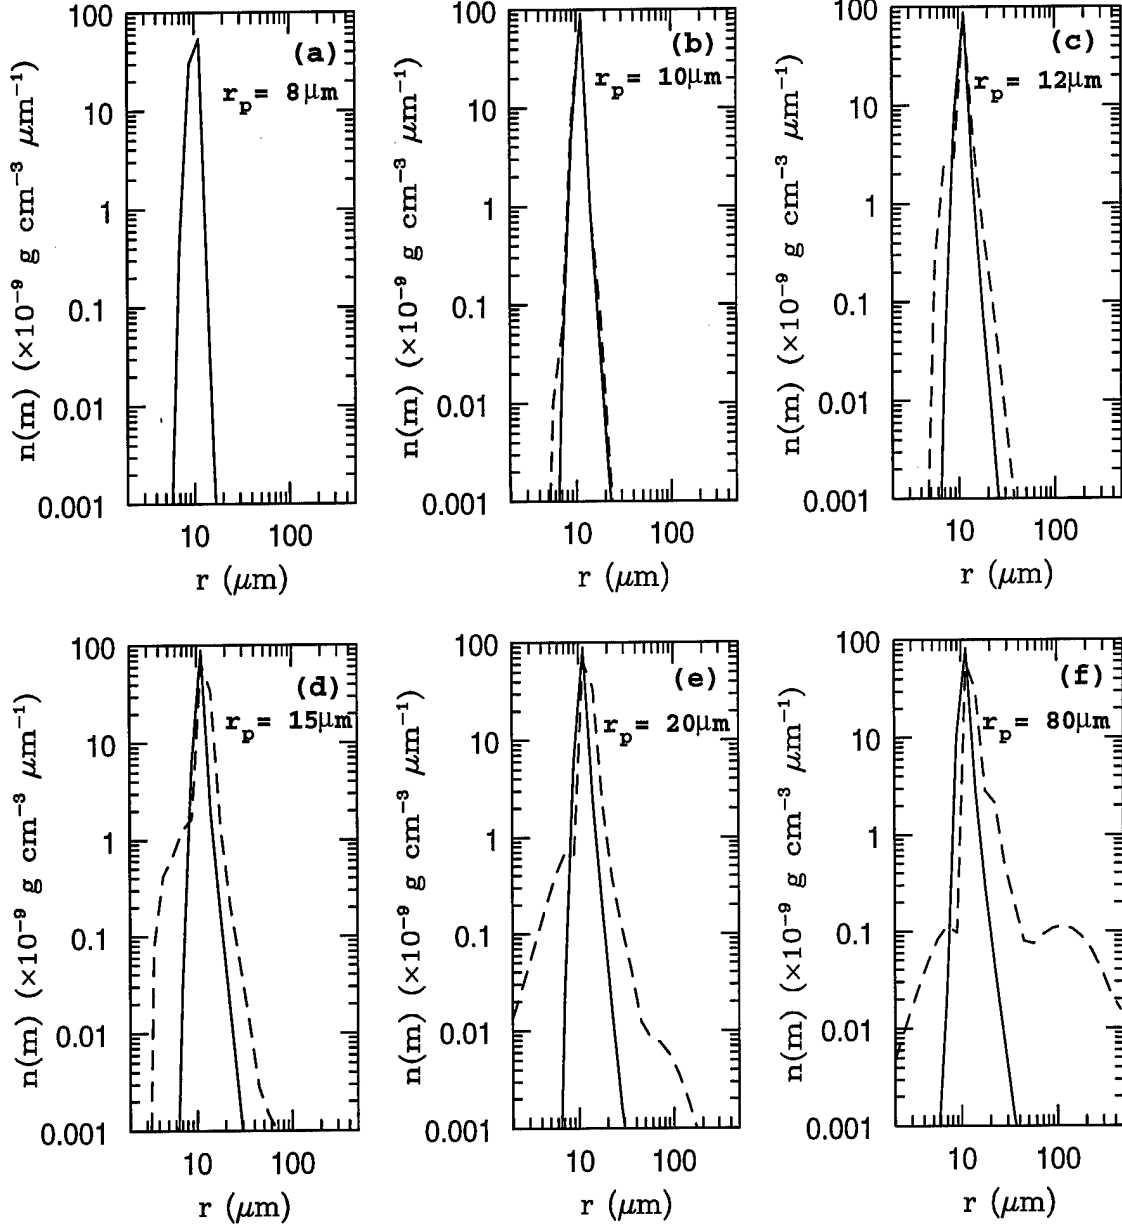 100
10
1
0.1
0.01
0.001
n(m) (×10⁻⁹ g cm⁻³ μm⁻¹)
(a)
r_p= 8μm
10 100
r (μm)
100
10
1
0.1
0.01
0.001
n(m) (×10⁻⁹ g cm⁻³ μm⁻¹)
(b)
r_p= 10μm
10 100
r (μm)
100
10
1
0.1
0.01
0.001
n(m) (×10⁻⁹ g cm⁻³ μm⁻¹)
(c)
r_p= 12μm
10 100
r (μm)
100
10
1
0.1
0.01
0.001
n(m) (×10⁻⁹ g cm⁻³ μm⁻¹)
(d)
r_p= 15μm
10 100
r (μm)
100
10
1
0.1
0.01
0.001
n(m) (×10⁻⁹ g cm⁻³ μm⁻¹)
(e)
r_p= 20μm
10 100
r (μm)
100
10
1
0.1
0.01
0.001
n(m) (×10⁻⁹ g cm⁻³ μm⁻¹)
(f)
r_p= 80μm
10 100
r (μm)